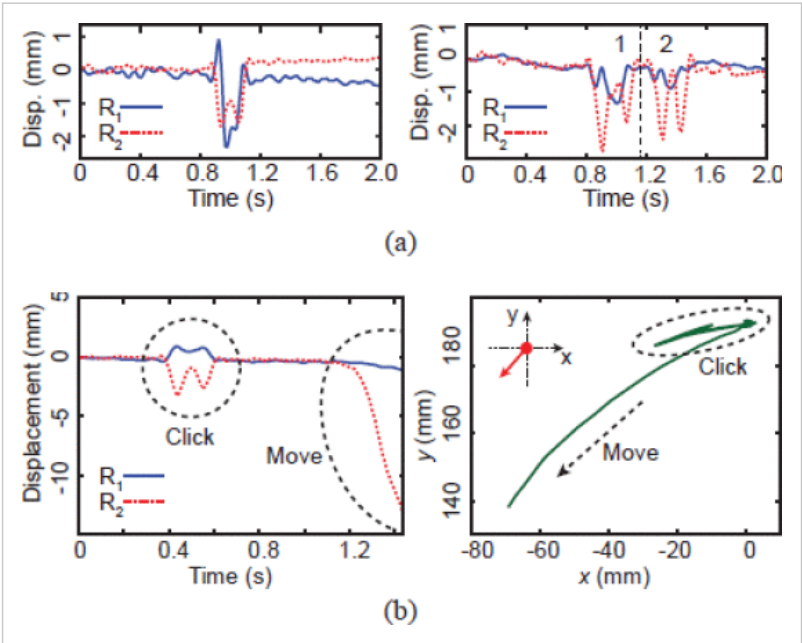 Disp. (mm)
1
0
-1
-2
R1
R2
0 0.4 0.8 1.2 1.6 2.0
Time (s)
Disp. (mm)
1
0
-1
-2
1 2
R1
R2
0 0.4 0.8 1.2 1.6 2.0
Time (s)
(a)
Displacement (mm)
5
0
-5
-10
Click
Move
R1
R2
0 0.4 0.8 1.2
Time (s)
y (mm)
180
160
140
y
x
Click
Move
-80 -60 -40 -20 0
x (mm)
(b)